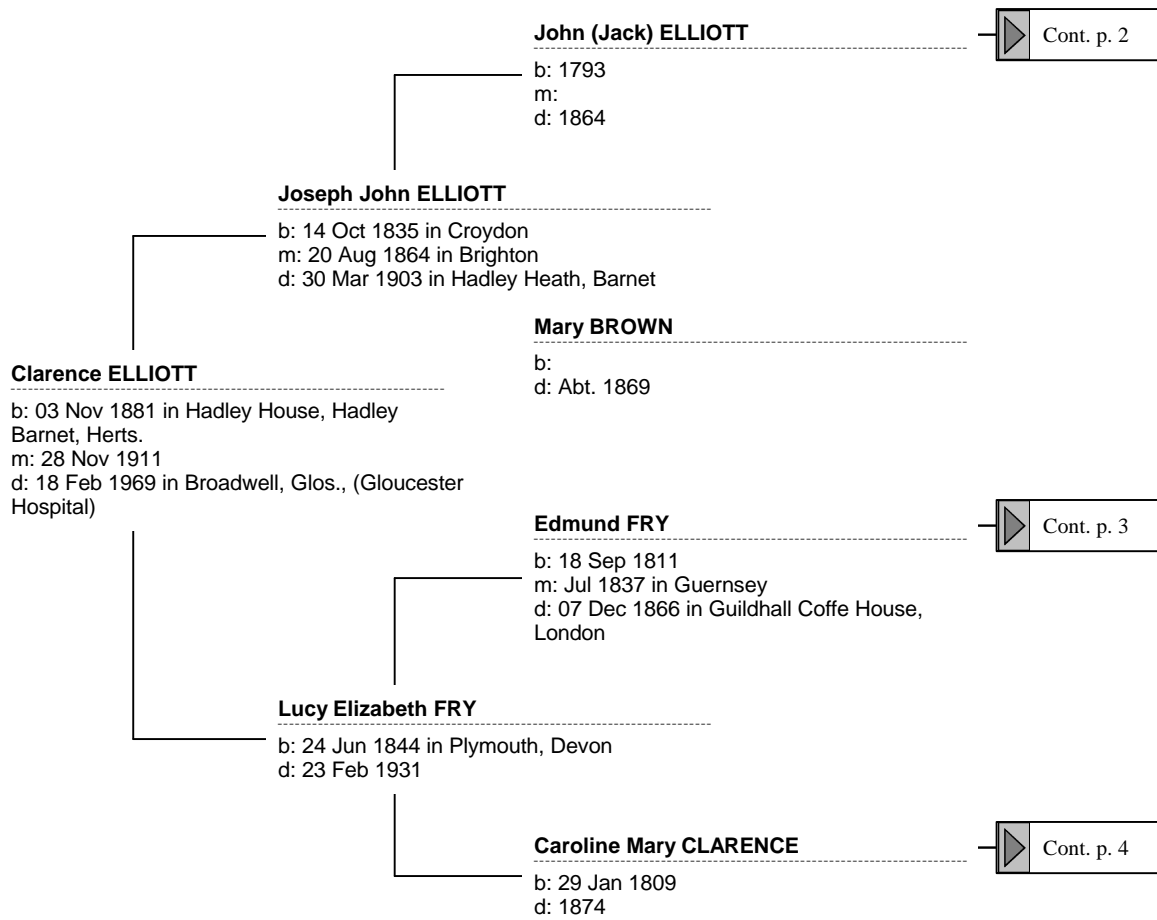 John (Jack) ELLIOTT
Cont. p. 2
b: 1793
m:
d: 1864
Joseph John ELLIOTT
b: 14 Oct 1835 in Croydon
m: 20 Aug 1864 in Brighton
d: 30 Mar 1903 in Hadley Heath, Barnet
Mary BROWN
b:
d: Abt. 1869
Clarence ELLIOTT
b: 03 Nov 1881 in Hadley House, Hadley
Barnet, Herts.
m: 28 Nov 1911
d: 18 Feb 1969 in Broadwell, Glos., (Gloucester
Hospital)
Edmund FRY
Cont. p. 3
b: 18 Sep 1811
m: Jul 1837 in Guernsey
d: 07 Dec 1866 in Guildhall Coffe House,
London
Lucy Elizabeth FRY
b: 24 Jun 1844 in Plymouth, Devon
d: 23 Feb 1931
Caroline Mary CLARENCE
Cont. p. 4
b: 29 Jan 1809
d: 1874